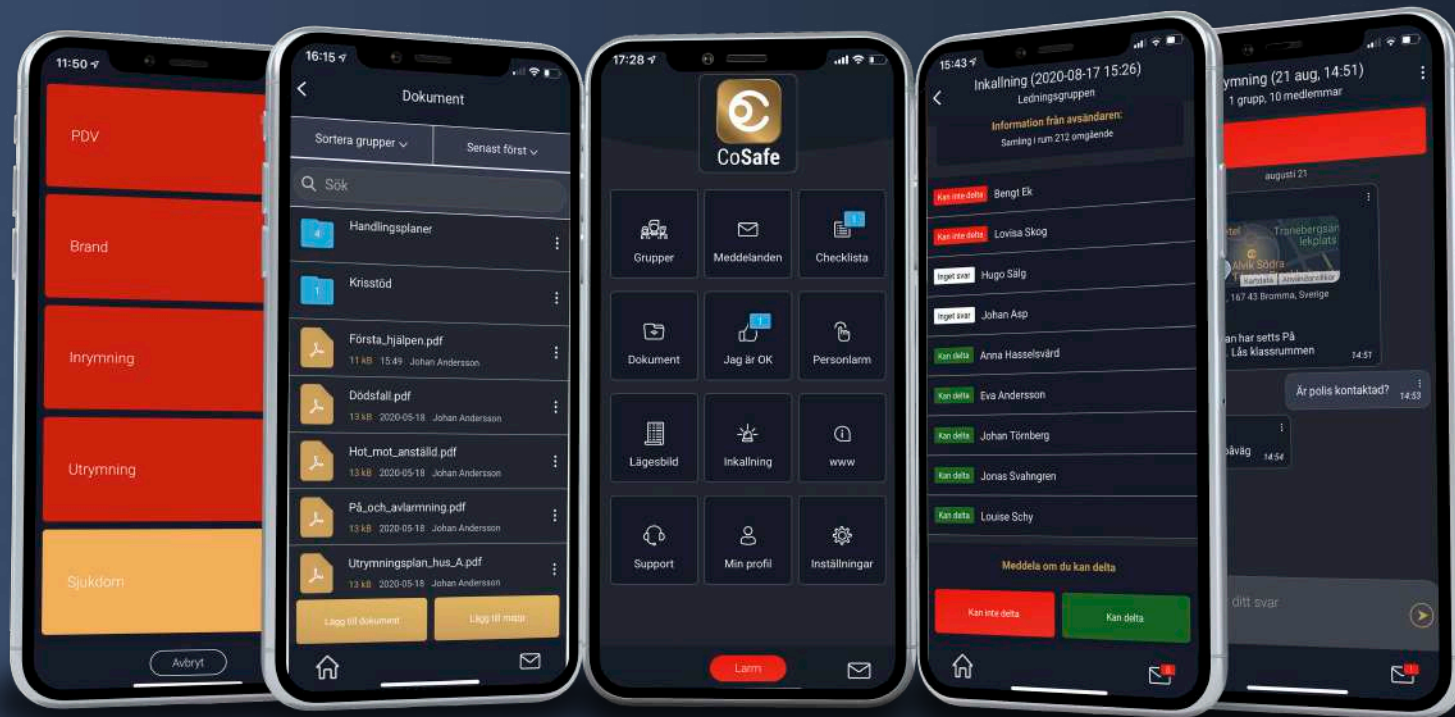 11:50
PDV
Brand
Inrymning
Utrymning
Sjukdom
Avbryt
16:15
Dokument
Sortera grupper
Senast först
Sök
4
Handlingsplaner
1
Krisstöd
Första_hjälpen.pdf
11 kB 15:49 Johan Andersson
Dödsfall.pdf
13 kB 2020-05-18 Johan Andersson
Hot_mot_anställd.pdf
13 kB 2020-05-18 Johan Andersson
På_och_avlarmning.pdf
13 kB 2020-05-18 Johan Andersson
Utrymningsplan_hus_A.pdf
13 kB 2020-05-18 Johan Andersson
Lägg till dokument
Lägg till mapp
17:28
CoSafe
Grupper
Meddelanden
1
Checklista
Dokument
1
Jag är OK
Personlarm
Lägesbild
Inkallning
www
Support
Min profil
Inställningar
Larm
15:43
Inkallning (2020-08-17 15:26)
Ledningsgruppen
Information från avsändaren:
Samling i rum 212 omgående
Kan inte delta Bengt Ek
Kan inte delta Lovisa Skog
Inget svar Hugo Sälg
Inget svar Johan Asp
Kan delta Anna Hasselsvärd
Kan delta Eva Andersson
Kan delta Johan Törnberg
Kan delta Jonas Svahngren
Kan delta Louise Schy
Meddela om du kan delta
Kan inte delta
Kan delta
8
ymning (21 aug, 14:51)
1 grupp, 10 medlemmar
augusti 21
Tranebergsän
lekplats
Alvik Södra
Kartdata Användarvillkor
, 167 43 Bromma, Sverige
an har setts På
. Lås klassrummen
14:51
Är polis kontaktad?
14:53
påväg
14:54
ditt svar
1